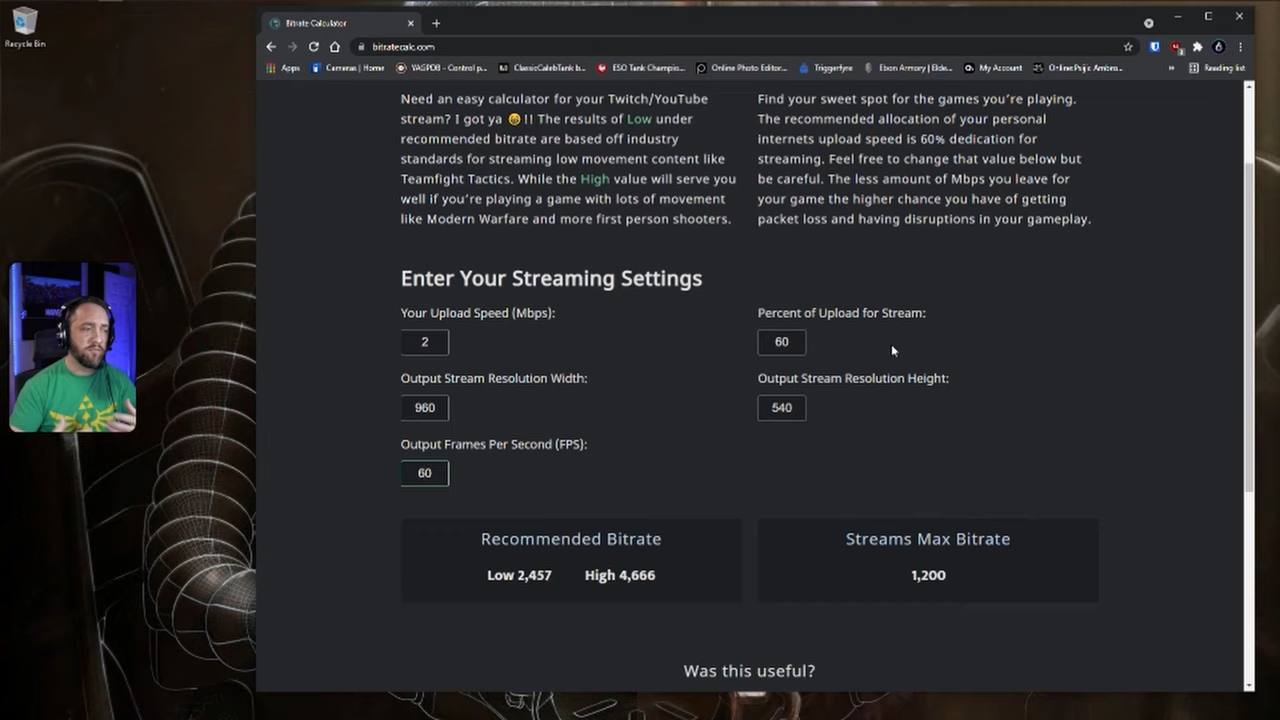 Recycle Bin
Bitrate Calculator
bitratecalc.com
Apps
Cameras | Home
YAGPDB - Control p...
ClassicCalebTank b...
ESO Tank Champio...
Online Photo Editor...
Triggerfyre
Ebon Armory | Elde...
My Account
Reading list
Need an easy calculator for your Twitch/YouTube
stream? I got ya 😀!! The results of Low under
recommended bitrate are based off industry
standards for streaming low movement content like
Teamfight Tactics. While the High value will serve you
well if you're playing a game with lots of movement
like Modern Warfare and more first person shooters.
Find your sweet spot for the games you're playing.
The recommended allocation of your personal
internets upload speed is 60% dedication for
streaming. Feel free to change that value below but
be careful. The less amount of Mbps you leave for
your game the higher chance you have of getting
packet loss and having disruptions in your gameplay.
Enter Your Streaming Settings
Your Upload Speed (Mbps):
2
Percent of Upload for Stream:
60
Output Stream Resolution Width:
960
Output Stream Resolution Height:
540
Output Frames Per Second (FPS):
60
Recommended Bitrate
Low 2,457 High 4,666
Streams Max Bitrate
1,200
Was this useful?